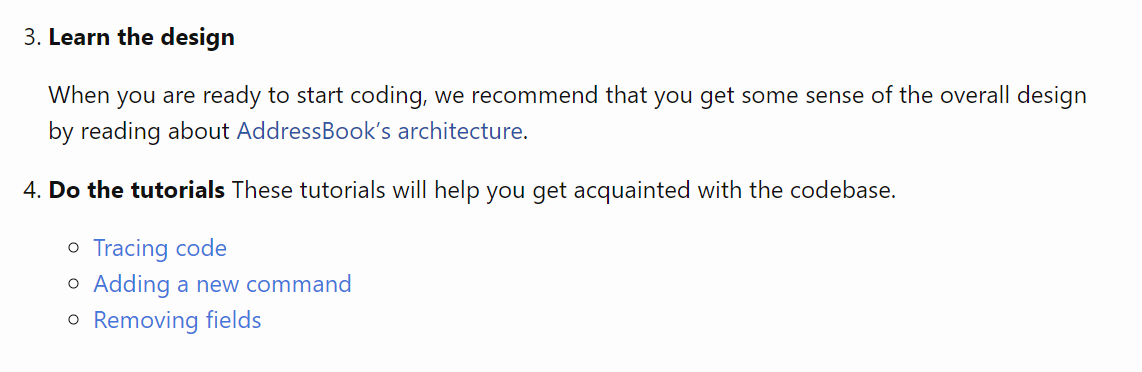 3. Learn the design
When you are ready to start coding, we recommend that you get some sense of the overall design
by reading about AddressBook’s architecture.
4. Do the tutorials These tutorials will help you get acquainted with the codebase.
Tracing code
Adding a new command
Removing fields